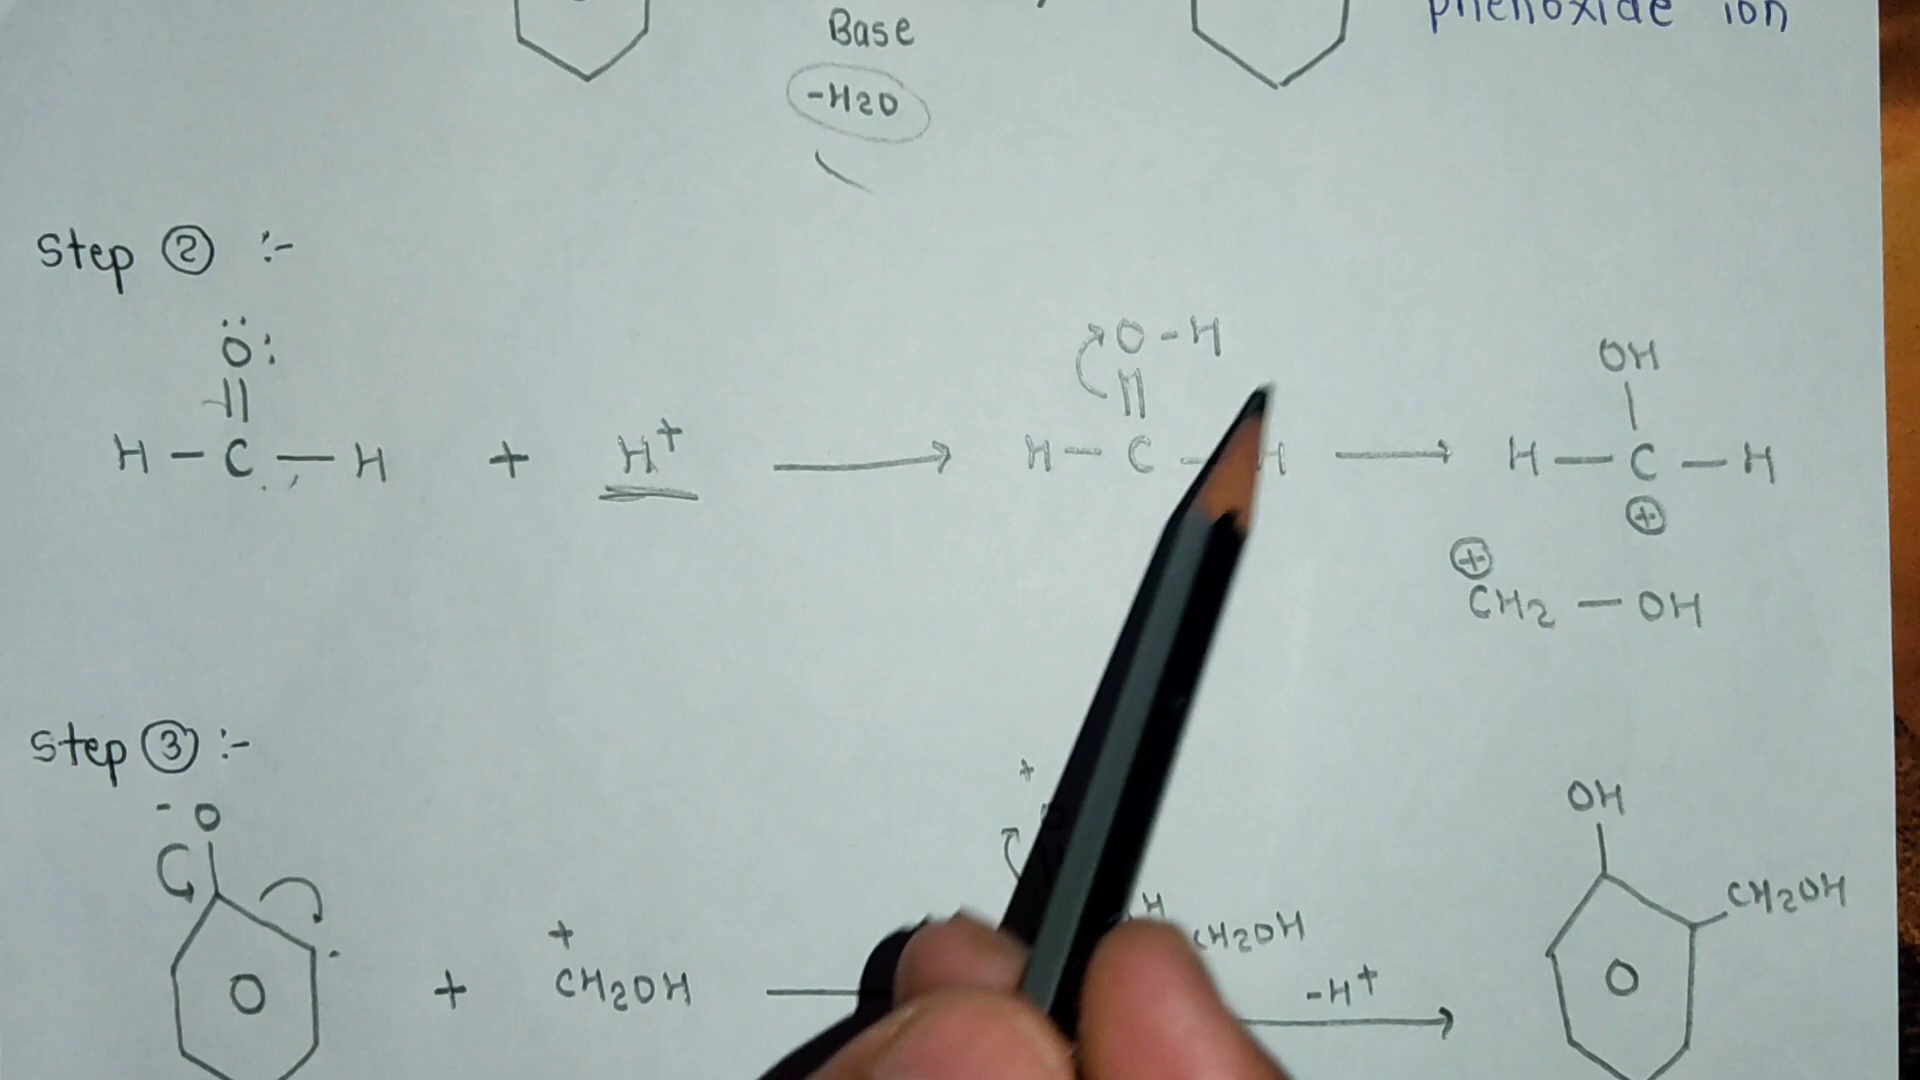 Base
phenoxide ion
-H2O
Step ② :-
Ö:
||
H - C - H + H+ → H - C - H → H - C - H
O - H
||
OH
|
⊕
⊕
CH2 - OH
Step ③ :-
- O
+
CH2OH
+
+
H
CH2OH
-H+
OH
CH2OH
O
O